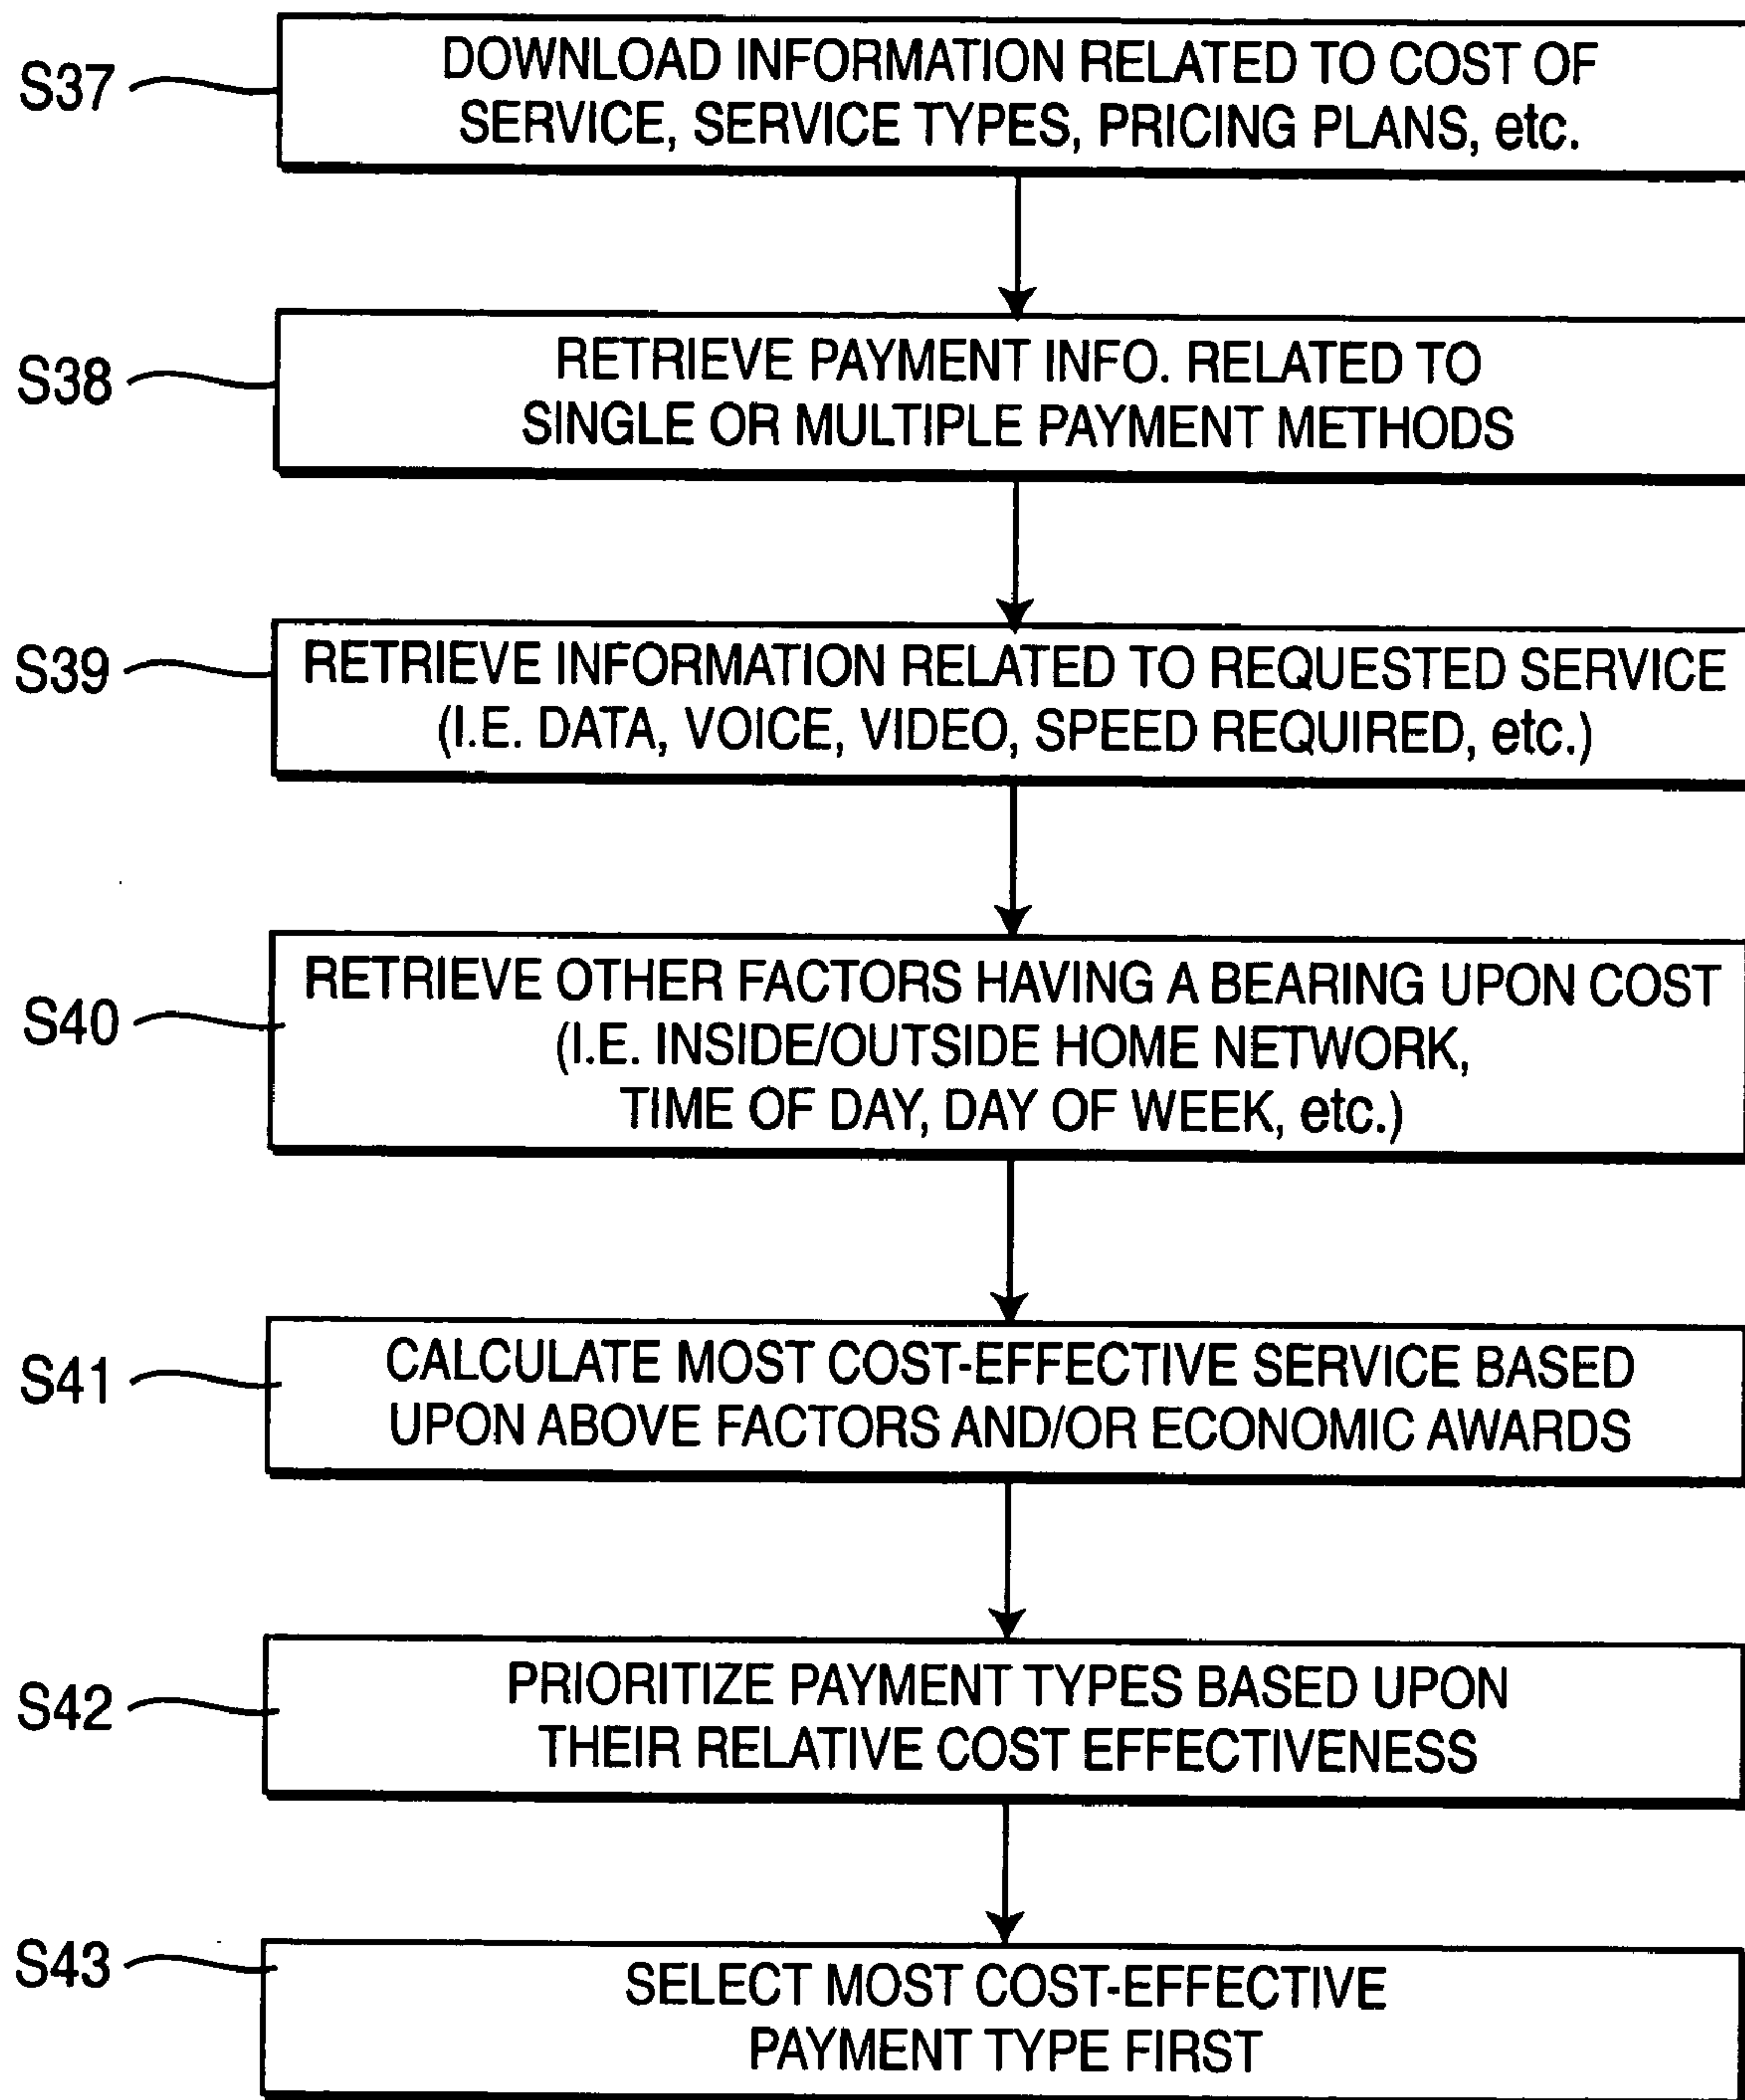 S37
DOWNLOAD INFORMATION RELATED TO COST OF
SERVICE, SERVICE TYPES, PRICING PLANS, etc.
S38
RETRIEVE PAYMENT INFO. RELATED TO
SINGLE OR MULTIPLE PAYMENT METHODS
S39
RETRIEVE INFORMATION RELATED TO REQUESTED SERVICE
(I.E. DATA, VOICE, VIDEO, SPEED REQUIRED, etc.)
S40
RETRIEVE OTHER FACTORS HAVING A BEARING UPON COST
(I.E. INSIDE/OUTSIDE HOME NETWORK,
TIME OF DAY, DAY OF WEEK, etc.)
S41
CALCULATE MOST COST-EFFECTIVE SERVICE BASED
UPON ABOVE FACTORS AND/OR ECONOMIC AWARDS
S42
PRIORITIZE PAYMENT TYPES BASED UPON
THEIR RELATIVE COST EFFECTIVENESS
S43
SELECT MOST COST-EFFECTIVE
PAYMENT TYPE FIRST